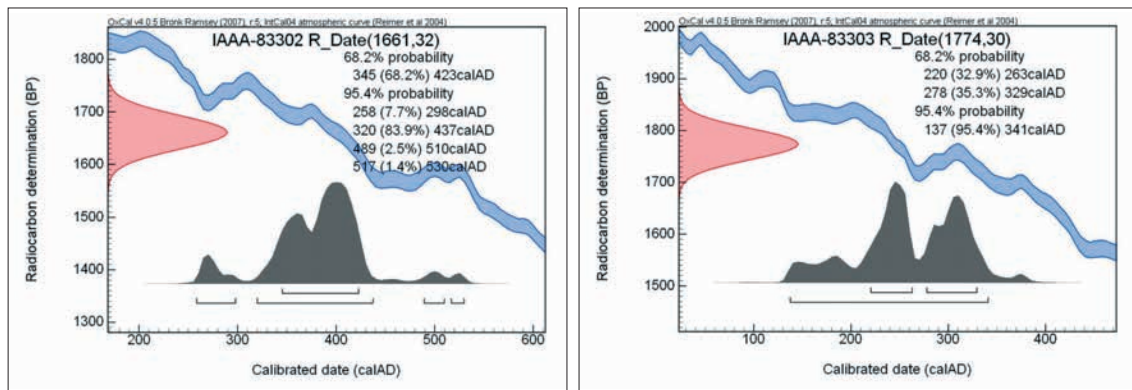 OxCal v4.0.5 Bronk Ramsey (2007); r:5; IntCal04 atmospheric curve (Reimer et al 2004)
IAAA-83302 R_Date(1661,32)
68.2% probability
345 (68.2%) 423calAD
95.4% probability
258 (7.7%) 298calAD
320 (83.9%) 437calAD
489 (2.5%) 510calAD
517 (1.4%) 530calAD
Radiocarbon determination (BP)
1800
1700
1600
1500
1400
1300
200 300 400 500 600
Calibrated date (calAD)
OxCal v4.0.5 Bronk Ramsey (2007); r:5; IntCal04 atmospheric curve (Reimer et al 2004)
IAAA-83303 R_Date(1774,30)
68.2% probability
220 (32.9%) 263calAD
278 (35.3%) 329calAD
95.4% probability
137 (95.4%) 341calAD
Radiocarbon determination (BP)
2000
1900
1800
1700
1600
1500
100 200 300 400
Calibrated date (calAD)